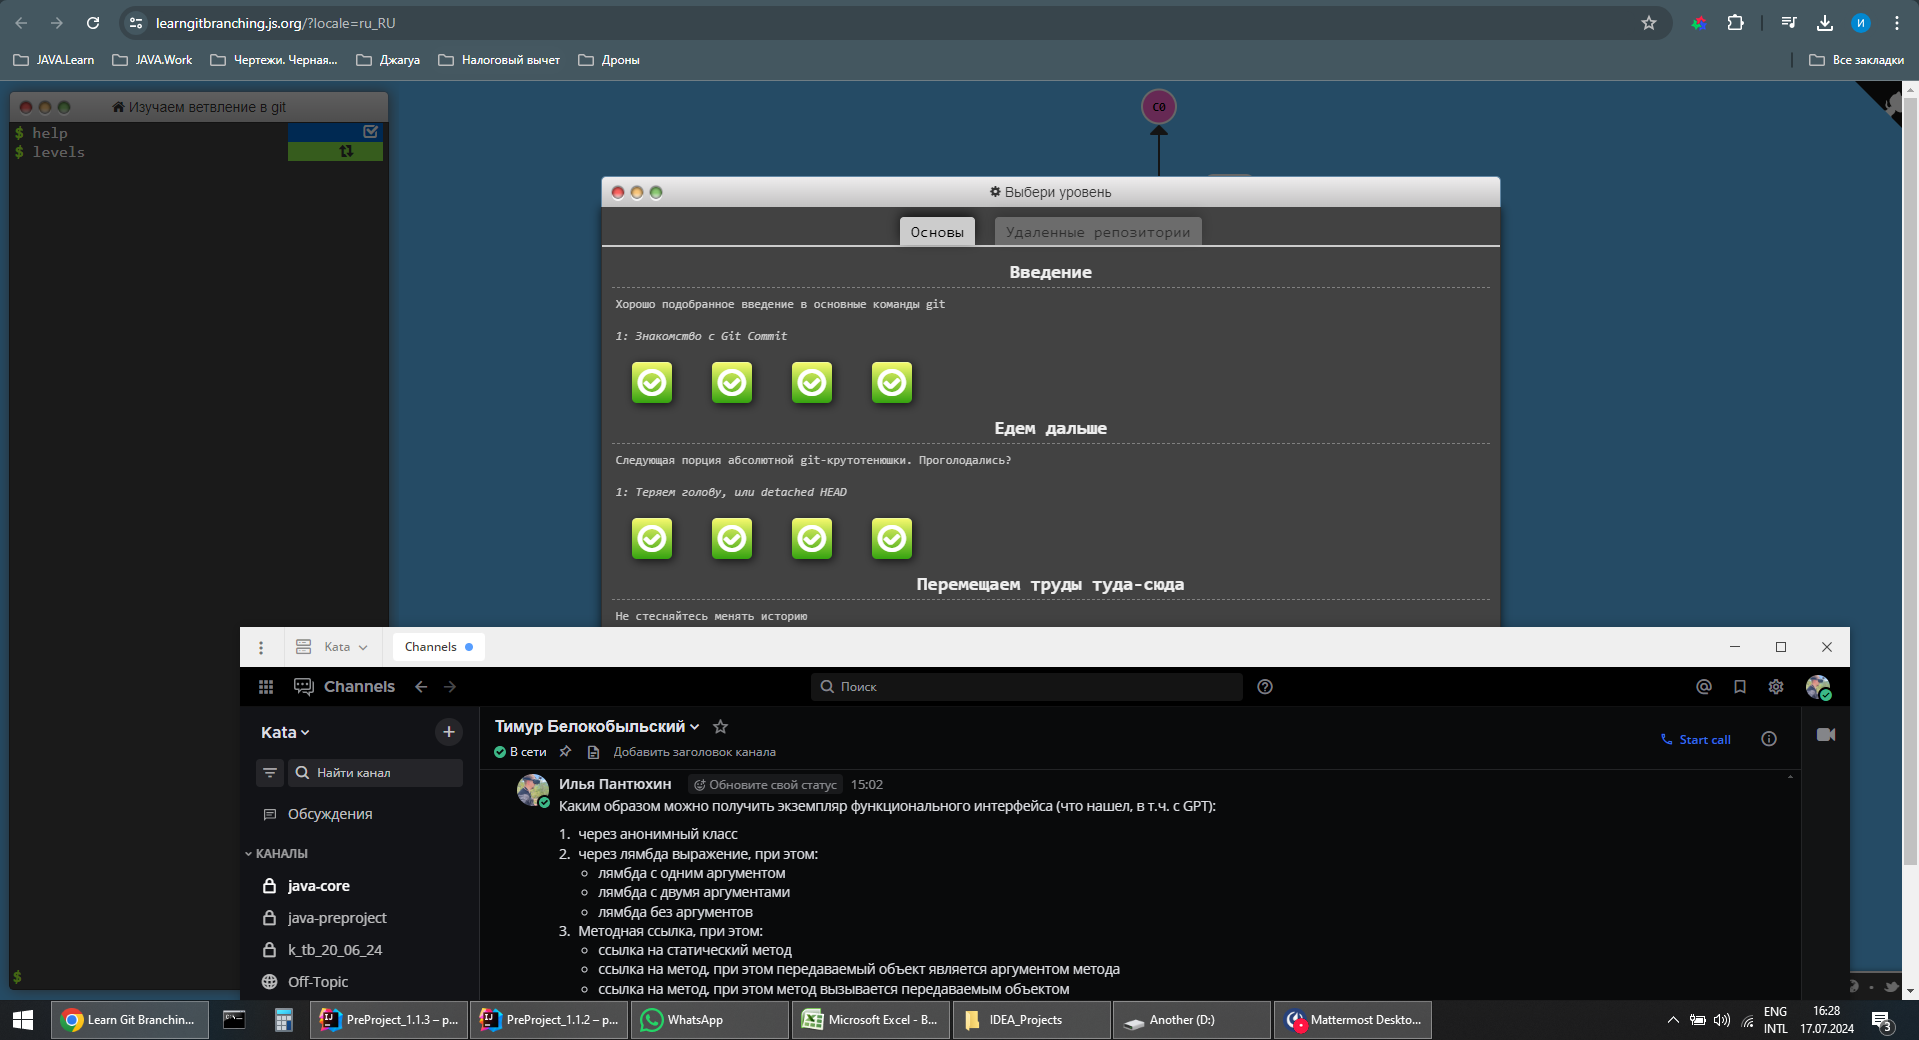 learngitbranching.js.org/?locale=ru_RU
И
JAVA.Learn
JAVA.Work
Чертежи. Черная...
Джагуа
Налоговый вычет
Дроны
Все закладки
Изучаем ветвление в git
$ help
$ levels
$
C0
Выбери уровень
Основы
Удаленные репозитории
Введение
Хорошо подобранное введение в основные команды git
1: Знакомство с Git Commit
Едем дальше
Следующая порция абсолютной git-крутотенюшки. Проголодались?
1: Теряем голову, или detached HEAD
Перемещаем труды туда-сюда
Не стесняйтесь менять историю
Kata
Channels
Channels
Поиск
Kata
Найти канал
Обсуждения
КАНАЛЫ
java-core
java-preproject
k_tb_20_06_24
Off-Topic
Тимур Белокобыльский
В сети
Добавить заголовок канала
Start call
Илья Пантюхин
Обновите свой статус
15:02
Каким образом можно получить экземпляр функционального интерфейса (что нашел, в т.ч. с GPT):
1. через анонимный класс
2. через лямбда выражение, при этом:
лямбда с одним аргументом
лямбда с двумя аргументами
лямбда без аргументов
3. Методная ссылка, при этом:
ссылка на статический метод
ссылка на метод, при этом передаваемый объект является аргументом метода
ссылка на метод, при этом метод вызывается передаваемым объектом
Learn Git Branchin...
PreProject_1.1.3 – p...
PreProject_1.1.2 – p...
WhatsApp
Microsoft Excel - B...
IDEA_Projects
Another (D:)
Mattermost Deskto...
ENG
INTL
16:28
17.07.2024
3